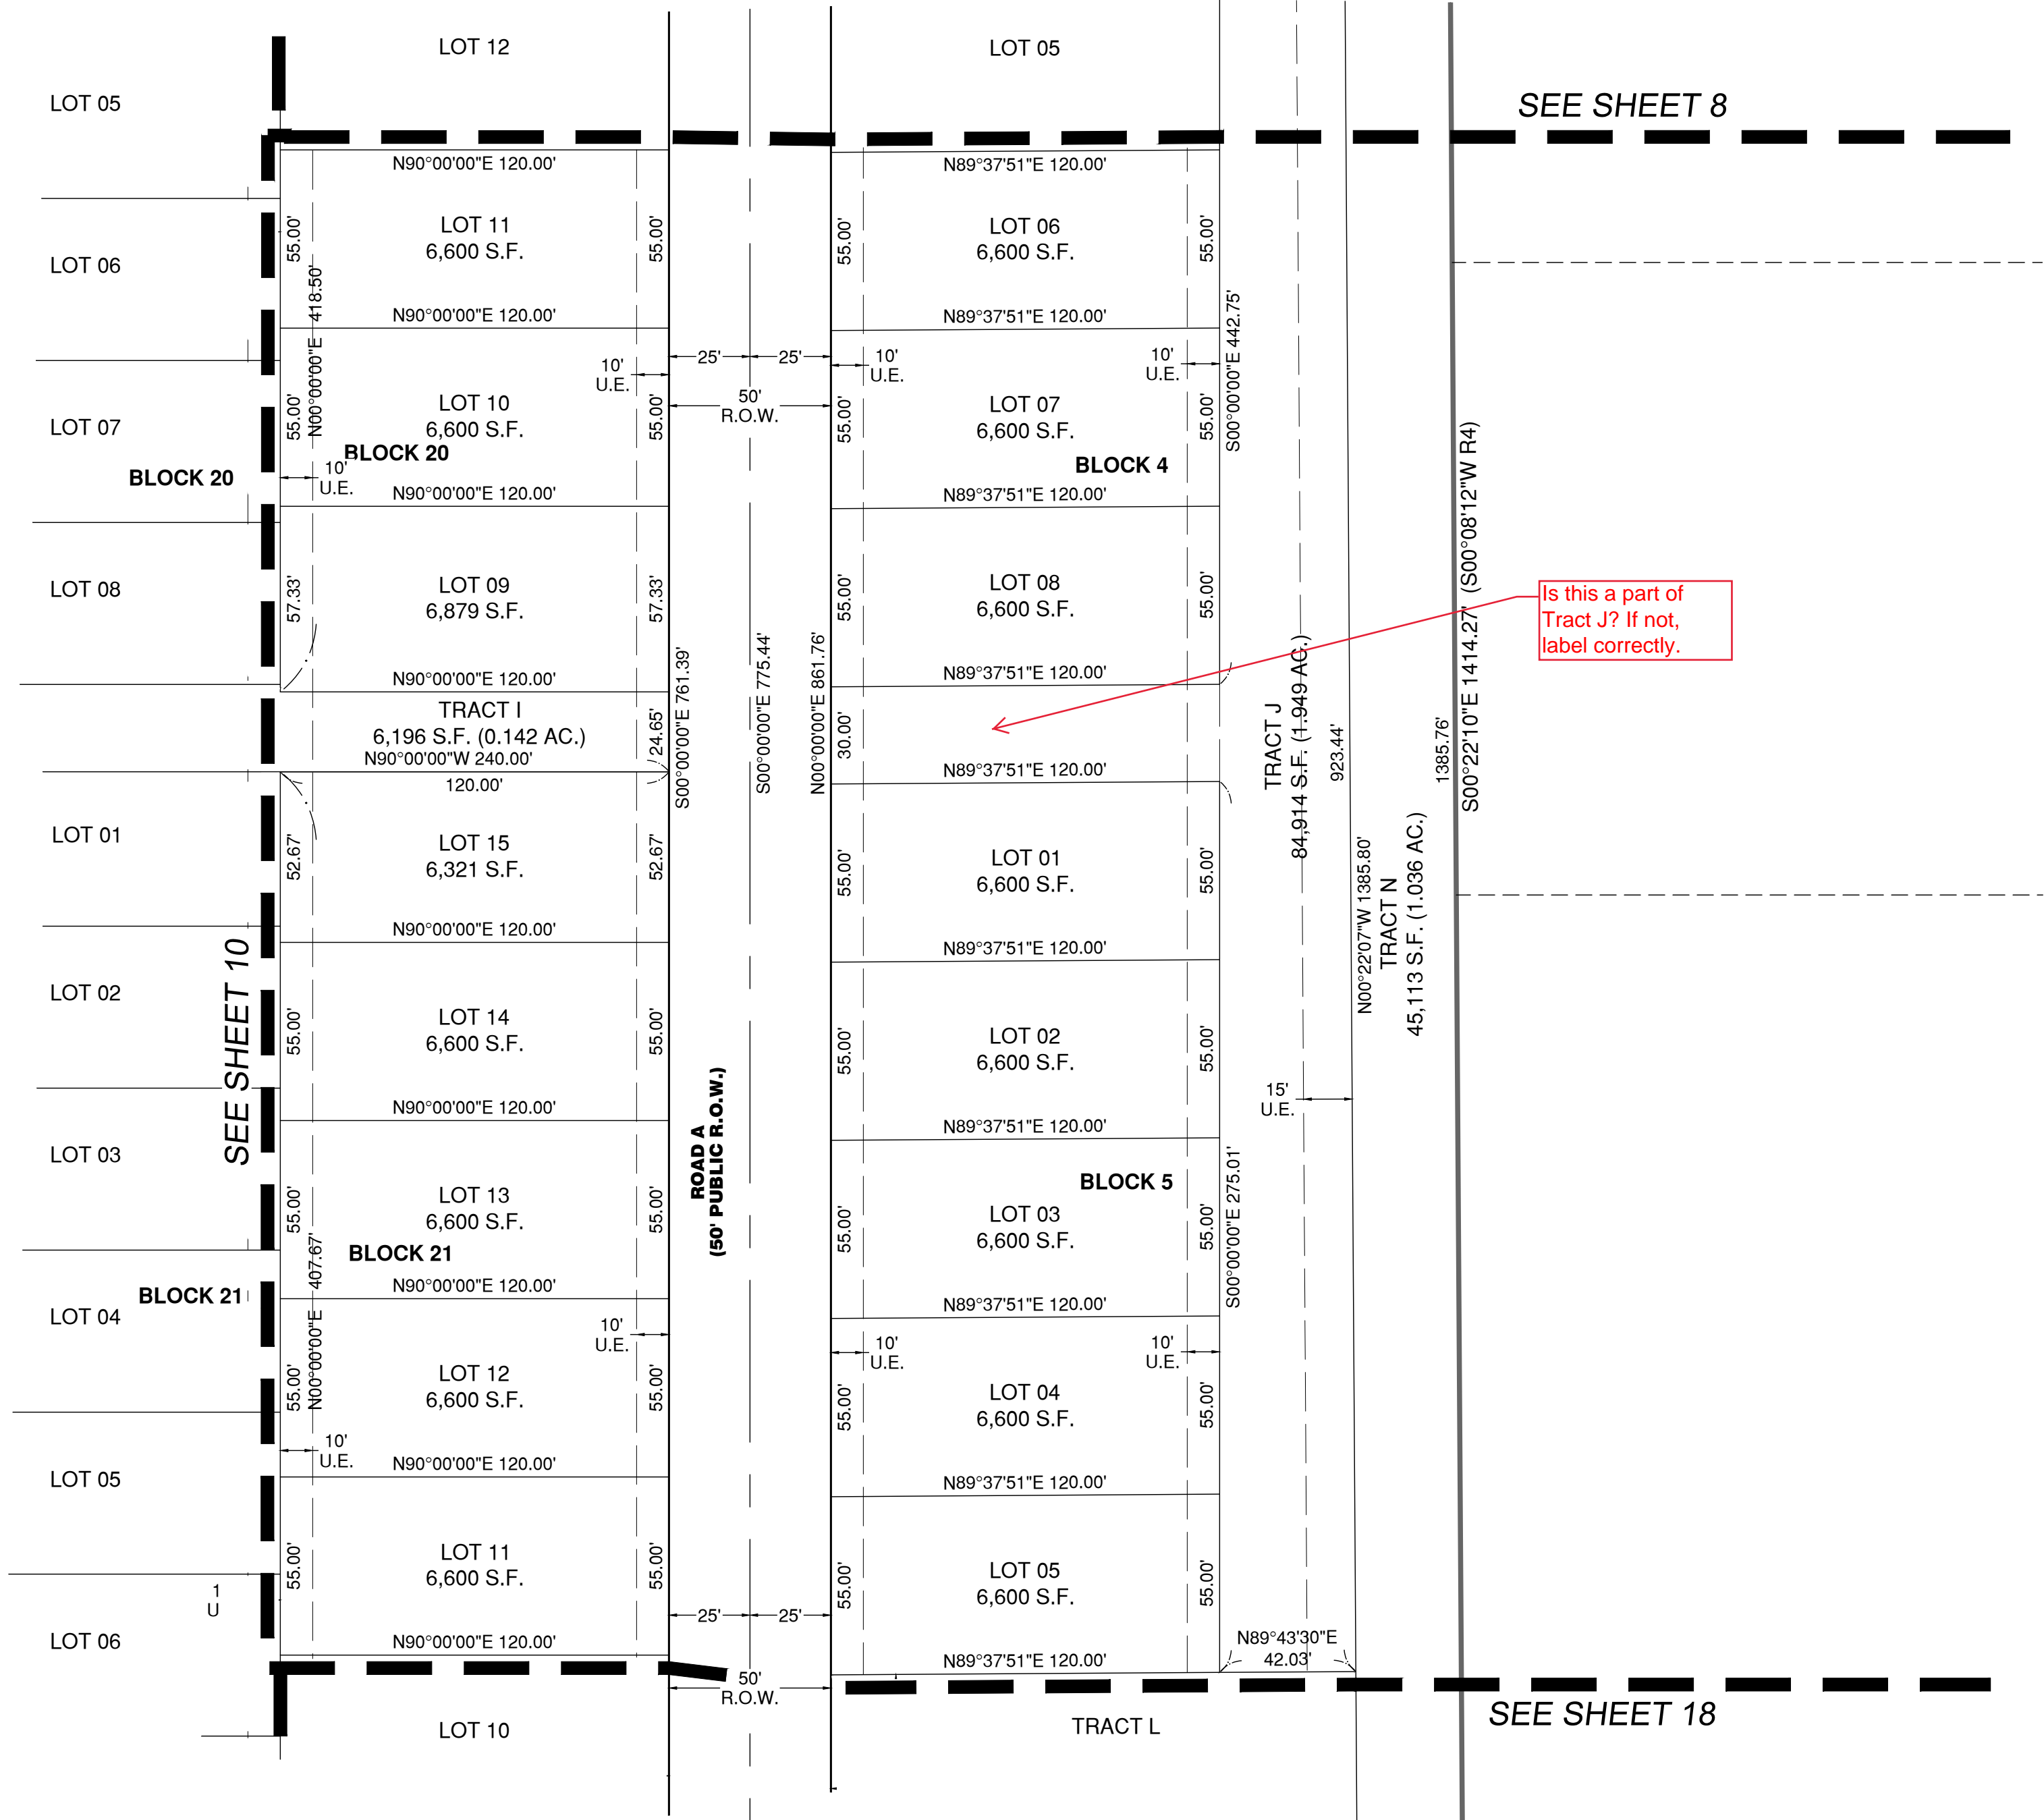 LOT 12
LOT 05
LOT 05
SEE SHEET 8
N90°00'00"E 120.00'
N89°37'51"E 120.00'
LOT 06
55.00'
LOT 11
6,600 S.F.
55.00'
55.00'
LOT 06
6,600 S.F.
55.00'
N00°00'00"E 418.50'
N90°00'00"E 120.00'
N89°37'51"E 120.00'
S00°00'00"E 442.75'
10'
U.E.
25'
25'
50'
R.O.W.
10'
U.E.
10'
U.E.
LOT 07
55.00'
LOT 10
6,600 S.F.
55.00'
55.00'
LOT 07
6,600 S.F.
55.00'
BLOCK 20
BLOCK 20
BLOCK 4
10'
U.E.
N90°00'00"E 120.00'
N89°37'51"E 120.00'
S00°22'10"E 1414.27' (S00°08'12"W R4)
LOT 08
57.33'
LOT 09
6,879 S.F.
57.33'
55.00'
LOT 08
6,600 S.F.
55.00'
Is this a part of
Tract J? If not,
label correctly.
N90°00'00"E 120.00'
N89°37'51"E 120.00'
S00°00'00"E 761.39'
S00°00'00"E 775.44'
N00°00'00"E 861.76'
TRACT I
6,196 S.F. (0.142 AC.)
N90°00'00"W 240.00'
24.65'
30.00'
TRACT J
84,914 S.F. (1.949 AC.)
923.44'
1385.76'
120.00'
N89°37'51"E 120.00'
LOT 01
52.67'
LOT 15
6,321 S.F.
52.67'
55.00'
LOT 01
6,600 S.F.
55.00'
N00°22'07"W 1385.80'
TRACT N
45,113 S.F. (1.036 AC.)
N90°00'00"E 120.00'
N89°37'51"E 120.00'
SEE SHEET 10
LOT 02
55.00'
LOT 14
6,600 S.F.
55.00'
55.00'
LOT 02
6,600 S.F.
55.00'
15'
U.E.
N90°00'00"E 120.00'
N89°37'51"E 120.00'
ROAD A
(50' PUBLIC R.O.W.)
LOT 03
55.00'
LOT 13
6,600 S.F.
55.00'
55.00'
BLOCK 5
LOT 03
6,600 S.F.
55.00'
S00°00'00"E 275.01'
BLOCK 21
BLOCK 21
N00°00'00"E 407.67'
N90°00'00"E 120.00'
N89°37'51"E 120.00'
LOT 04
10'
U.E.
10'
U.E.
10'
U.E.
55.00'
LOT 12
6,600 S.F.
55.00'
55.00'
LOT 04
6,600 S.F.
55.00'
10'
U.E.
N90°00'00"E 120.00'
N89°37'51"E 120.00'
LOT 05
55.00'
LOT 11
6,600 S.F.
55.00'
55.00'
LOT 05
6,600 S.F.
55.00'
1
U
25'
25'
LOT 06
N90°00'00"E 120.00'
N89°37'51"E 120.00'
N89°43'30"E
42.03'
50'
R.O.W.
LOT 10
TRACT L
SEE SHEET 18